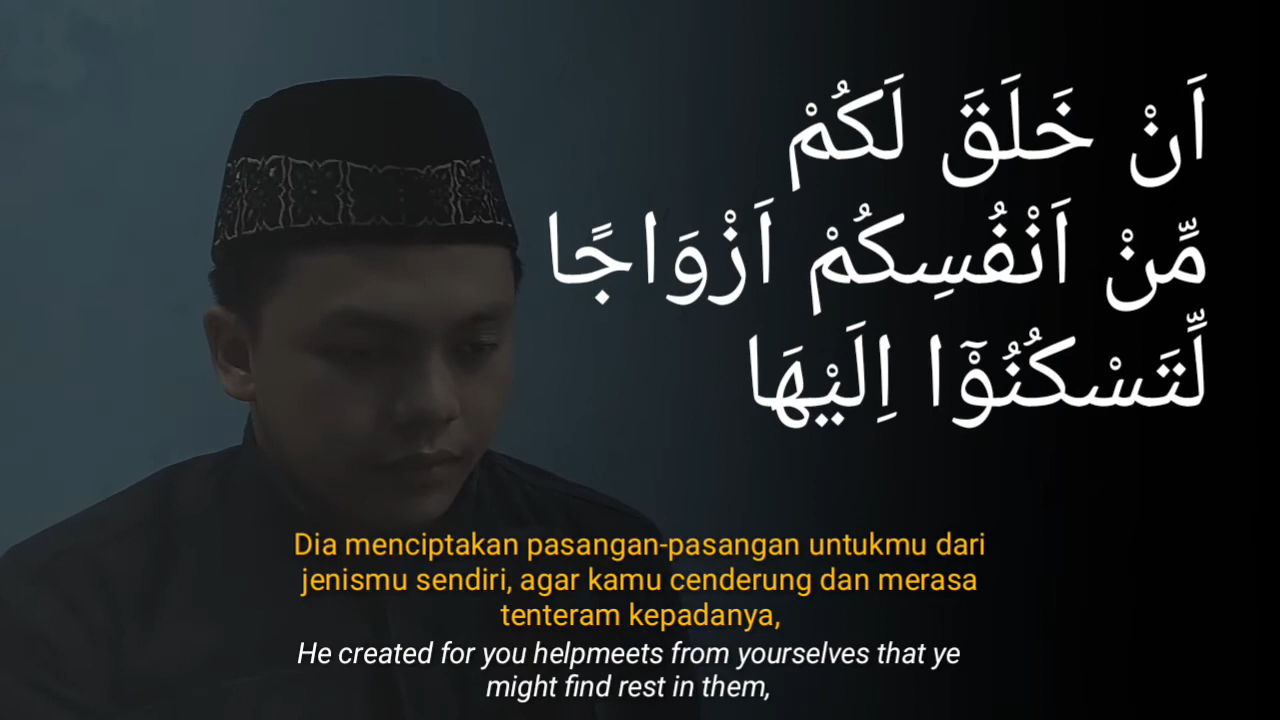 اَنْ خَلَقَ لَكُمْ
مِّنْ اَنْفُسِكُمْ اَزْوَاجًا
لِّتَسْكُنُوْٓا اِلَيْهَا
Dia menciptakan pasangan-pasangan untukmu dari
jenismu sendiri, agar kamu cenderung dan merasa
tenteram kepadanya,
He created for you helpmeets from yourselves that ye
might find rest in them,